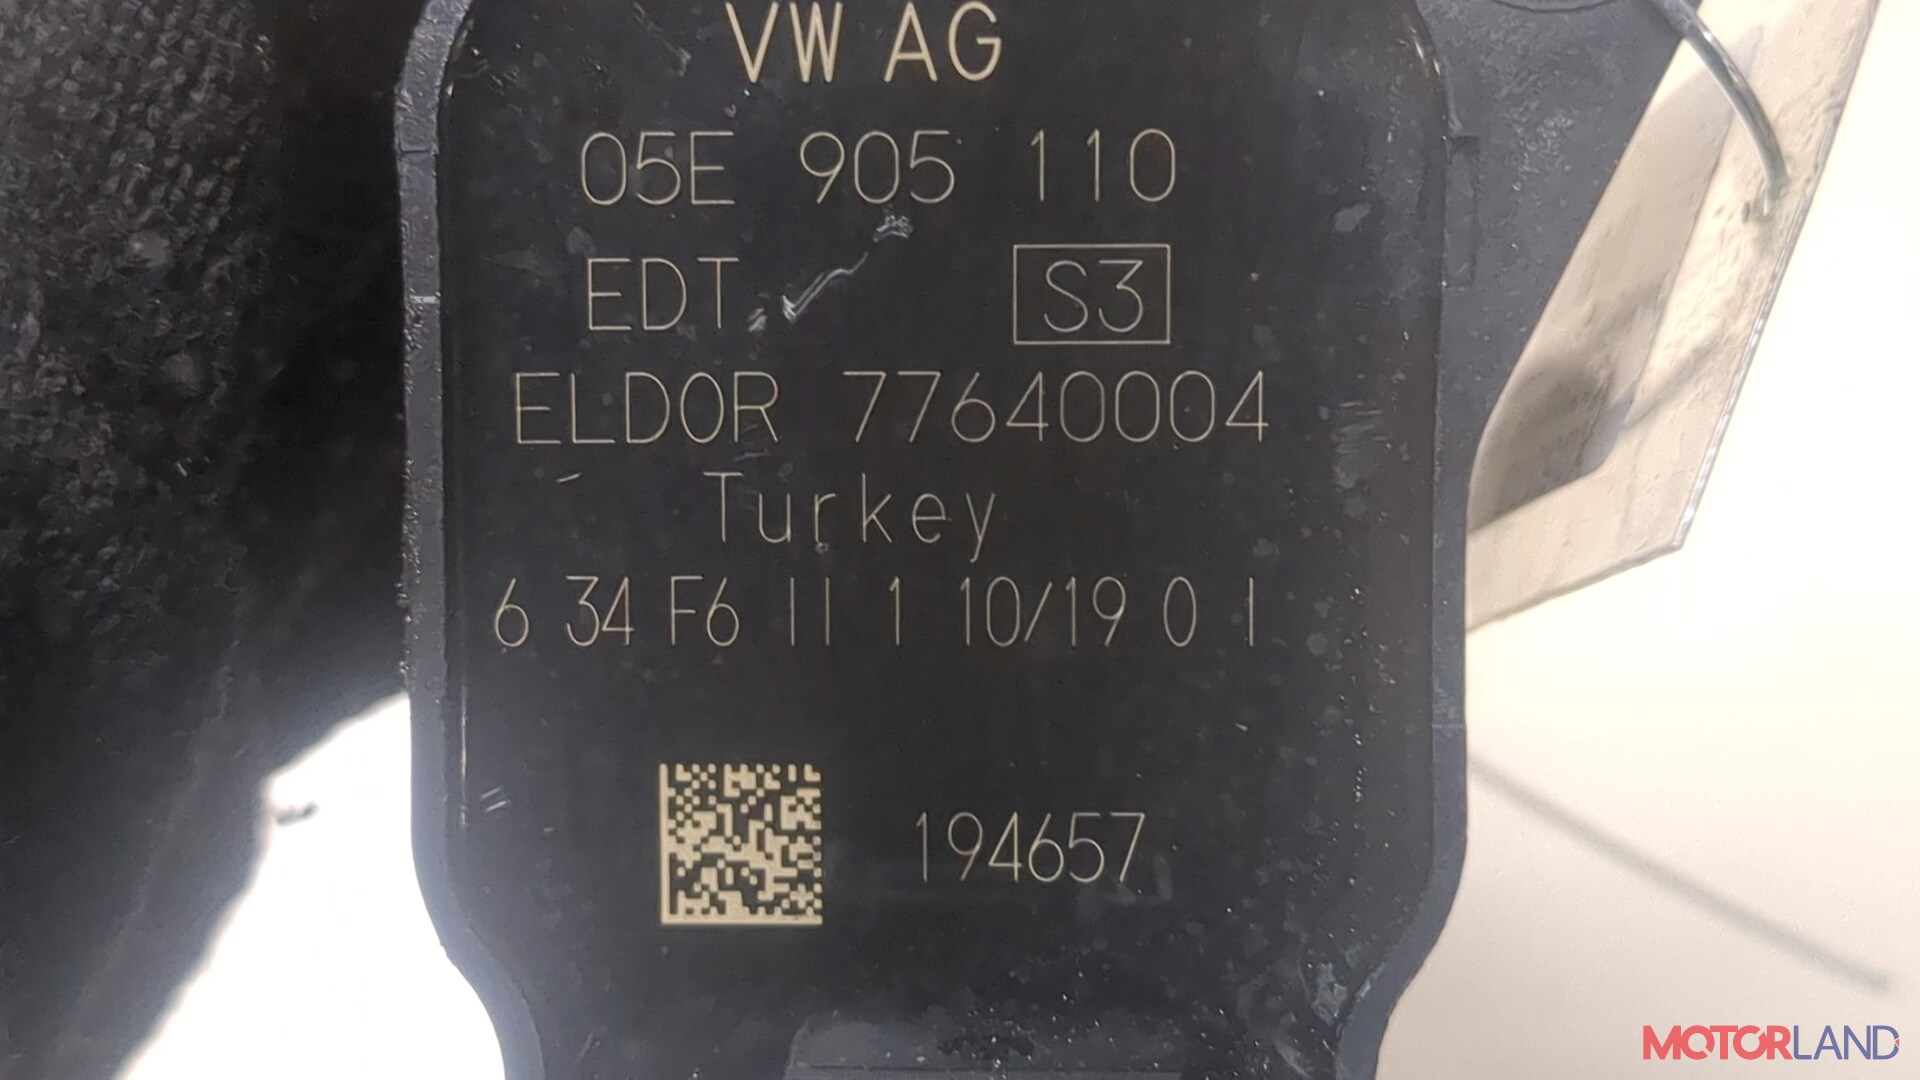 VW AG
05E 905 110
EDT S3
ELDOR 77640004
Turkey
6 34 F6 II 1 10/19 0 I
194657
MOTORLAND